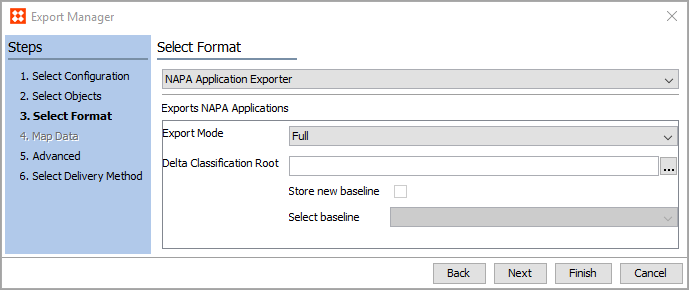 Export Manager
Steps
1. Select Configuration
2. Select Objects
3. Select Format
4. Map Data
5. Advanced
6. Select Delivery Method
Select Format
NAPA Application Exporter
Exports NAPA Applications
Export Mode Full
Delta Classification Root ...
Store new baseline
Select baseline
Back Next Finish Cancel